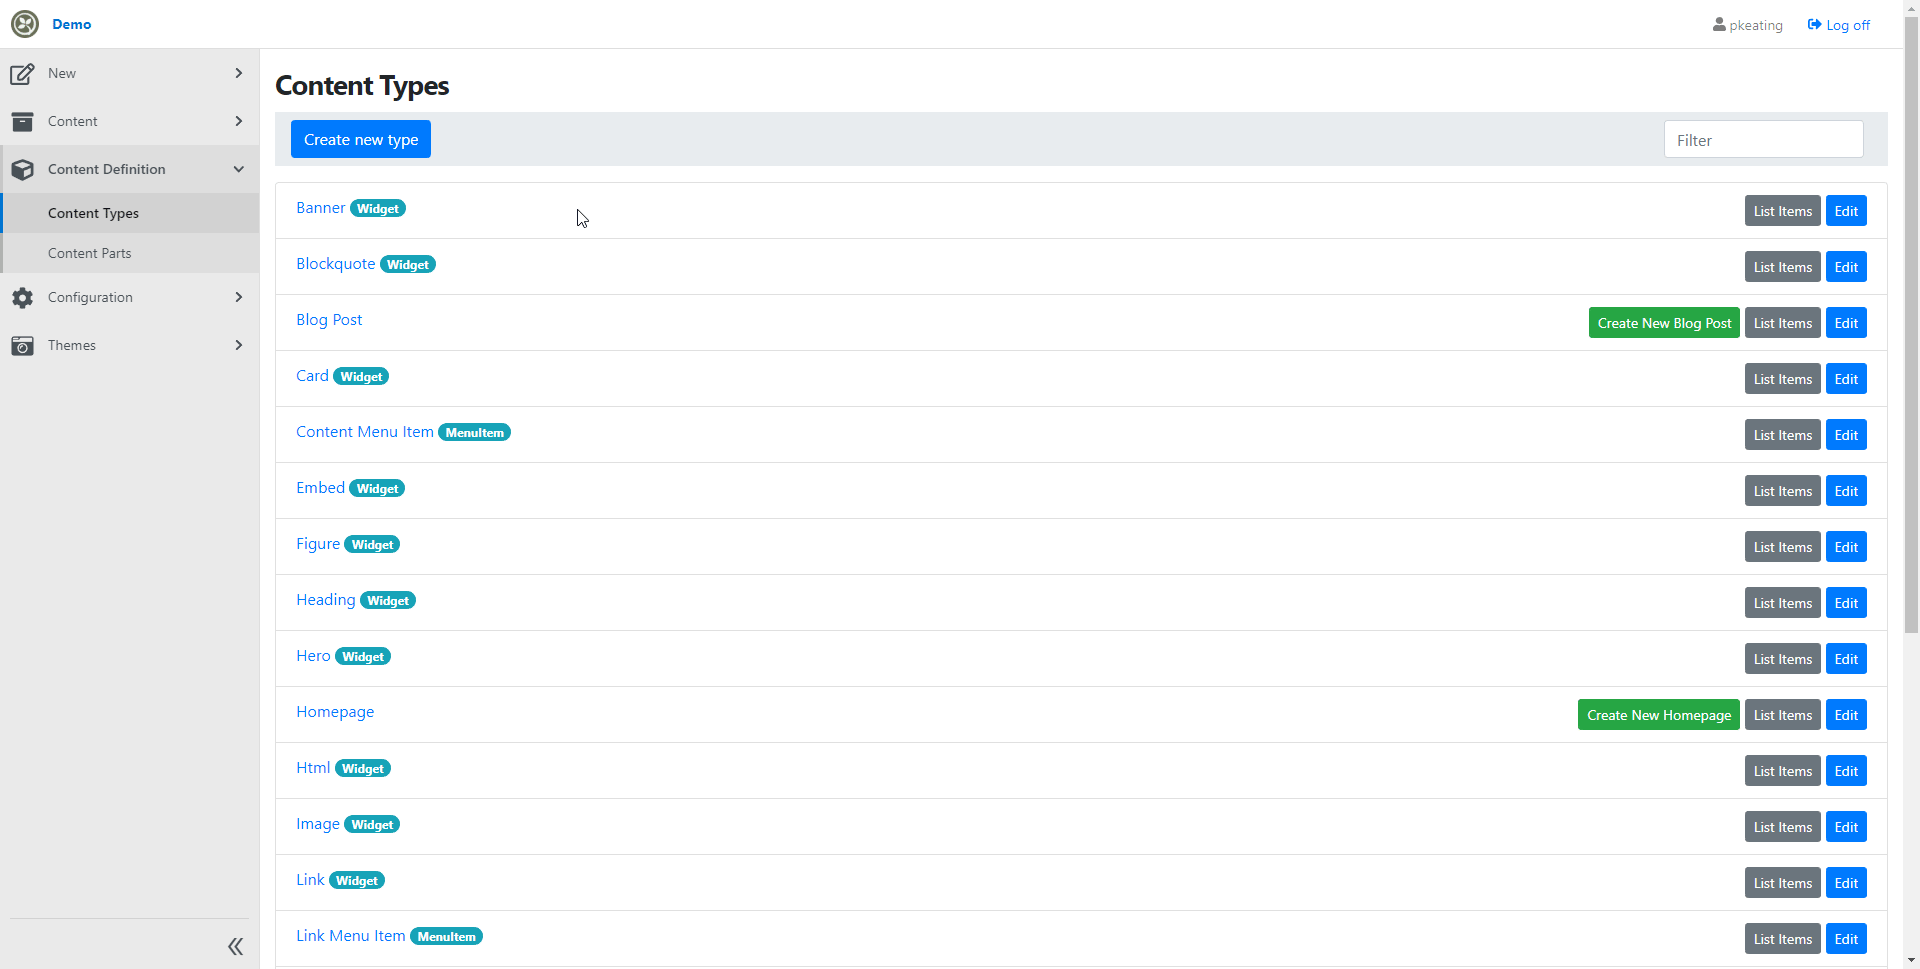 Demo
pkeating Log off
New
Content
Content Definition
Content Types
Content Parts
Configuration
Themes
Content Types
Create new type Filter
Banner Widget List Items Edit
Blockquote Widget List Items Edit
Blog Post Create New Blog Post List Items Edit
Card Widget List Items Edit
Content Menu Item MenuItem List Items Edit
Embed Widget List Items Edit
Figure Widget List Items Edit
Heading Widget List Items Edit
Hero Widget List Items Edit
Homepage Create New Homepage List Items Edit
Html Widget List Items Edit
Image Widget List Items Edit
Link Widget List Items Edit
Link Menu Item MenuItem List Items Edit